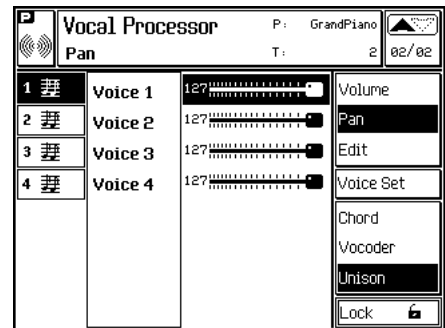 P
Vocal Processor P: GrandPiano
Pan T: 2 02/02
1 Voice 1 127 Volume
2 Voice 2 127 Pan
3 Voice 3 127 Edit
4 Voice 4 127 Voice Set
Chord
Vocoder
Unison
Lock